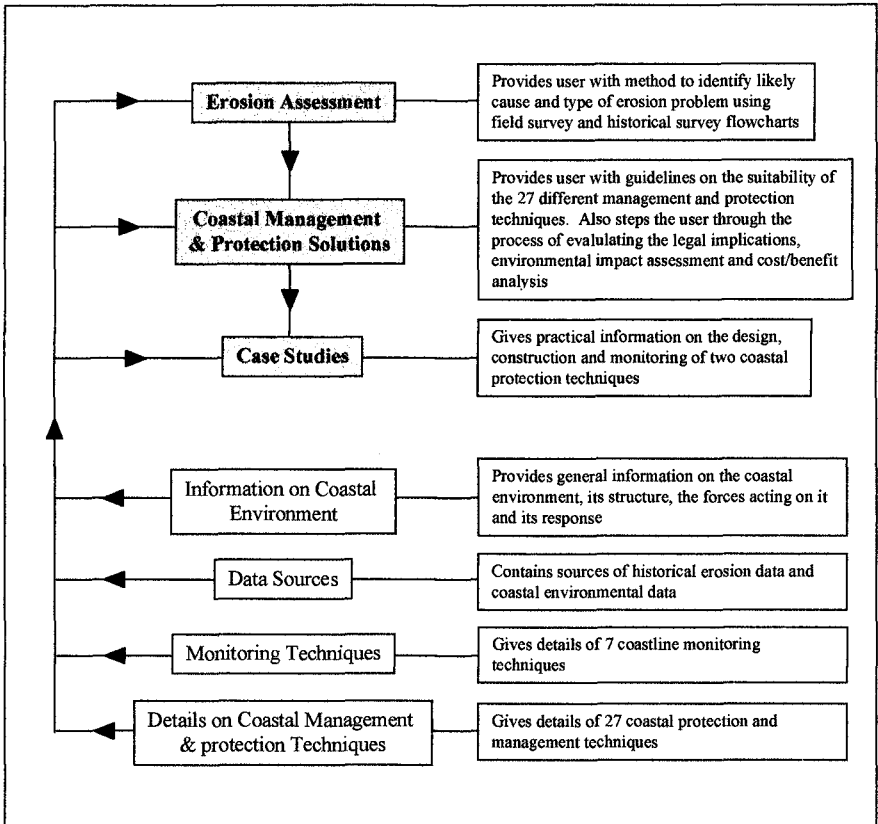 Erosion Assessment
Provides user with method to identify likely
cause and type of erosion problem using
field survey and historical survey flowcharts
Coastal Management
& Protection Solutions
Provides user with guidelines on the suitability of
the 27 different management and protection
techniques. Also steps the user through the
process of evalulating the legal implications,
environmental impact assessment and cost/benefit
analysis
Case Studies
Gives practical information on the design,
construction and monitoring of two coastal
protection techniques
Information on Coastal
Environment
Provides general information on the coastal
environment, its structure, the forces acting on it
and its response
Data Sources
Contains sources of historical erosion data and
coastal environmental data
Monitoring Techniques
Gives details of 7 coastline monitoring
techniques
Details on Coastal Management
& protection Techniques
Gives details of 27 coastal protection and
management techniques